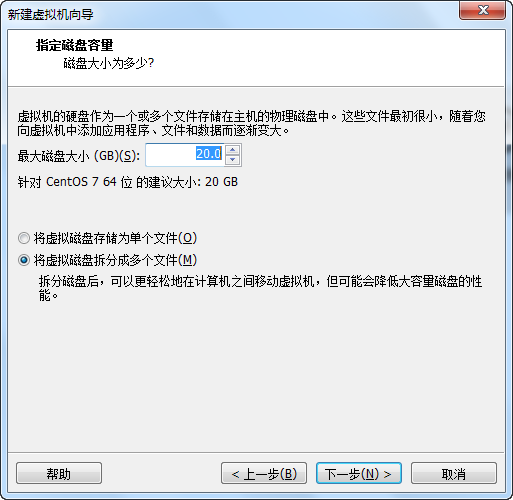 新建虚拟机向导
指定磁盘容量
磁盘大小为多少?
虚拟机的硬盘作为一个或多个文件存储在主机的物理磁盘中。这些文件最初很小，随着您
向虚拟机中添加应用程序、文件和数据而逐渐变大。
最大磁盘大小 (GB)(S): 20.0
针对 CentOS 7 64 位 的建议大小: 20 GB
将虚拟磁盘存储为单个文件(O)
将虚拟磁盘拆分成多个文件(M)
拆分磁盘后，可以更轻松地在计算机之间移动虚拟机，但可能会降低大容量磁盘的性
能。
帮助 < 上一步(B) 下一步(N) > 取消